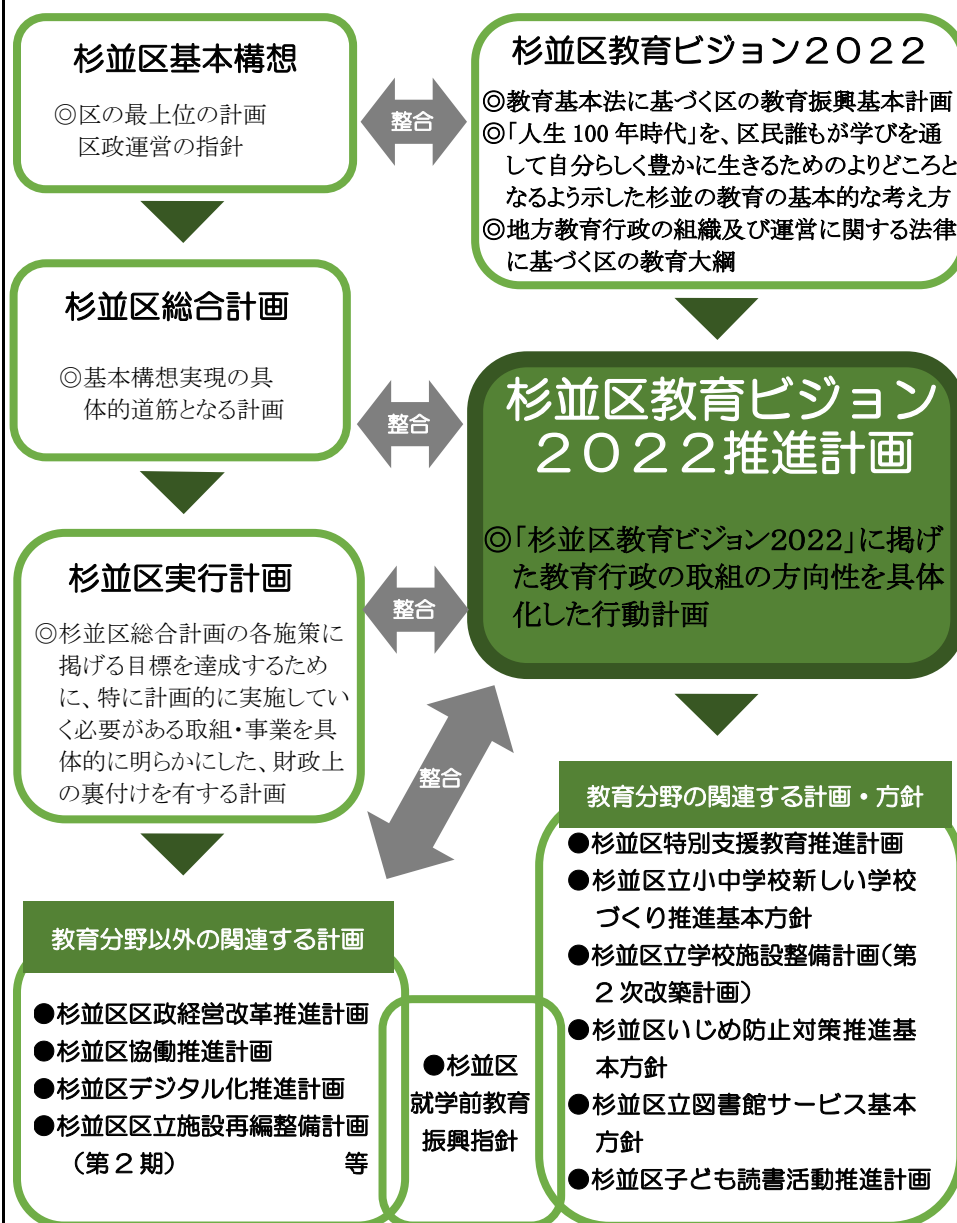 杉並区基本構想
◎区の最上位の計画
区政運営の指針
整合
杉並区教育ビジョン２０２２
◎教育基本法に基づく区の教育振興基本計画
◎「人生 100 年時代」を、区民誰もが学びを通
して自分らしく豊かに生きるためのよりどころと
なるよう示した杉並の教育の基本的な考え方
◎地方教育行政の組織及び運営に関する法律
に基づく区の教育大綱
杉並区総合計画
◎基本構想実現の具
体的道筋となる計画
整合
杉並区教育ビジョン
２０２２推進計画
◎「杉並区教育ビジョン2022」に掲げ
た教育行政の取組の方向性を具体
化した行動計画
杉並区実行計画
◎杉並区総合計画の各施策に
掲げる目標を達成するため
に、特に計画的に実施してい
く必要がある取組・事業を具
体的に明らかにした、財政上
の裏付けを有する計画
整合
整合
教育分野以外の関連する計画
●杉並区区政経営改革推進計画
●杉並区協働推進計画
●杉並区デジタル化推進計画
●杉並区区立施設再編整備計画
（第２期） 等
●杉並区
就学前教育
振興指針
教育分野の関連する計画・方針
●杉並区特別支援教育推進計画
●杉並区立小中学校新しい学校
づくり推進基本方針
●杉並区立学校施設整備計画（第
２次改築計画）
●杉並区いじめ防止対策推進基
本方針
●杉並区立図書館サービス基本
方針
●杉並区子ども読書活動推進計画